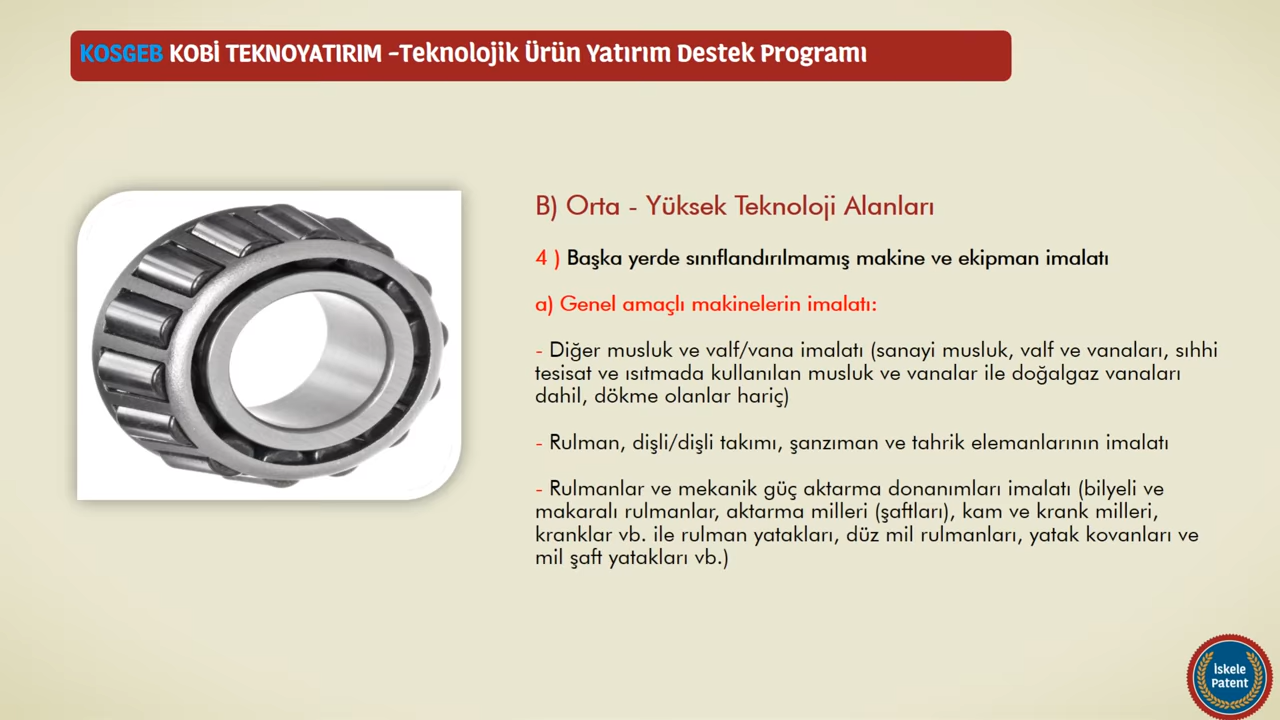 KOSGEB KOBİ TEKNOYATIRIM -Teknolojik Ürün Yatırım Destek Programı
B) Orta - Yüksek Teknoloji Alanları
4 ) Başka yerde sınıflandırılmamış makine ve ekipman imalatı
a) Genel amaçlı makinelerin imalatı:
- Diğer musluk ve valf/vana imalatı (sanayi musluk, valf ve vanaları, sıhhi
tesisat ve ısıtmada kullanılan musluk ve vanalar ile doğalgaz vanaları
dahil, dökme olanlar hariç)
- Rulman, dişli/dişli takımı, şanzıman ve tahrik elemanlarının imalatı
- Rulmanlar ve mekanik güç aktarma donanımları imalatı (bilyeli ve
makaralı rulmanlar, aktarma milleri (şaftları), kam ve krank milleri,
kranklar vb. ile rulman yatakları, düz mil rulmanları, yatak kovanları ve
mil şaft yatakları vb.)
İskele
Patent